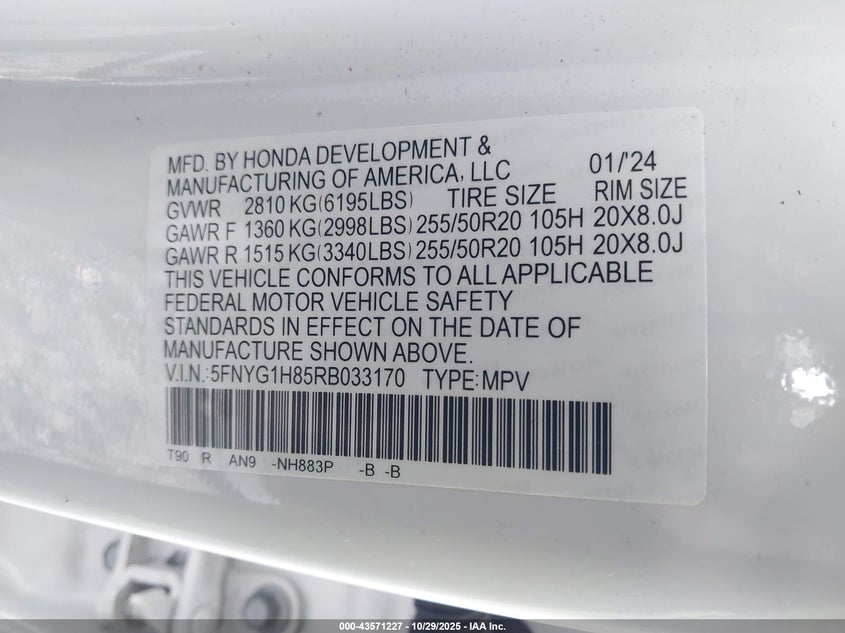 MFD. BY HONDA DEVELOPMENT &
MANUFACTURING OF AMERICA, LLC 01/'24
GVWR 2810 KG(6195LBS) TIRE SIZE RIM SIZE
GAWR F 1360 KG(2998LBS) 255/50R20 105H 20X8.0J
GAWR R 1515 KG(3340LBS) 255/50R20 105H 20X8.0J
THIS VEHICLE CONFORMS TO ALL APPLICABLE
FEDERAL MOTOR VEHICLE SAFETY
STANDARDS IN EFFECT ON THE DATE OF
MANUFACTURE SHOWN ABOVE.
V.I.N.:5FNYG1H85RB033170 TYPE:MPV
T90 R AN9 -NH883P -B -B
000-43571227 - 10/29/2025 - IAA Inc.